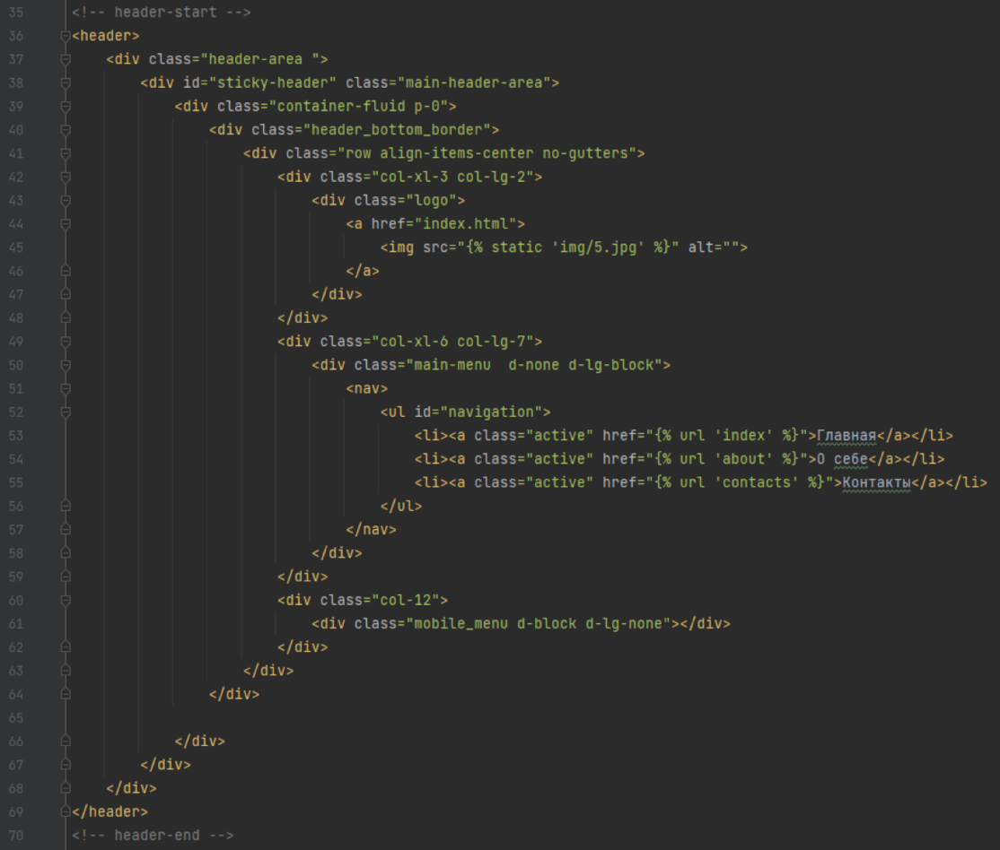 35 <!-- header-start -->
36 <header>
37     <div class="header-area ">
38         <div id="sticky-header" class="main-header-area">
39             <div class="container-fluid p-0">
40                 <div class="header_bottom_border">
41                     <div class="row align-items-center no-gutters">
42                         <div class="col-xl-3 col-lg-2">
43                             <div class="logo">
44                                 <a href="index.html">
45                                     <img src="{% static 'img/5.jpg' %}" alt="">
46                                 </a>
47                             </div>
48                         </div>
49                         <div class="col-xl-6 col-lg-7">
50                             <div class="main-menu  d-none d-lg-block">
51                                 <nav>
52                                     <ul id="navigation">
53                                         <li><a class="active" href="{% url 'index' %}">Главная</a></li>
54                                         <li><a class="active" href="{% url 'about' %}">О себе</a></li>
55                                         <li><a class="active" href="{% url 'contacts' %}">Контакты</a></li>
56                                     </ul>
57                                 </nav>
58                             </div>
59                         </div>
60                         <div class="col-12">
61                             <div class="mobile_menu d-block d-lg-none"></div>
62                         </div>
63                     </div>
64                 </div>
65
66             </div>
67         </div>
68     </div>
69 </header>
70 <!-- header-end -->